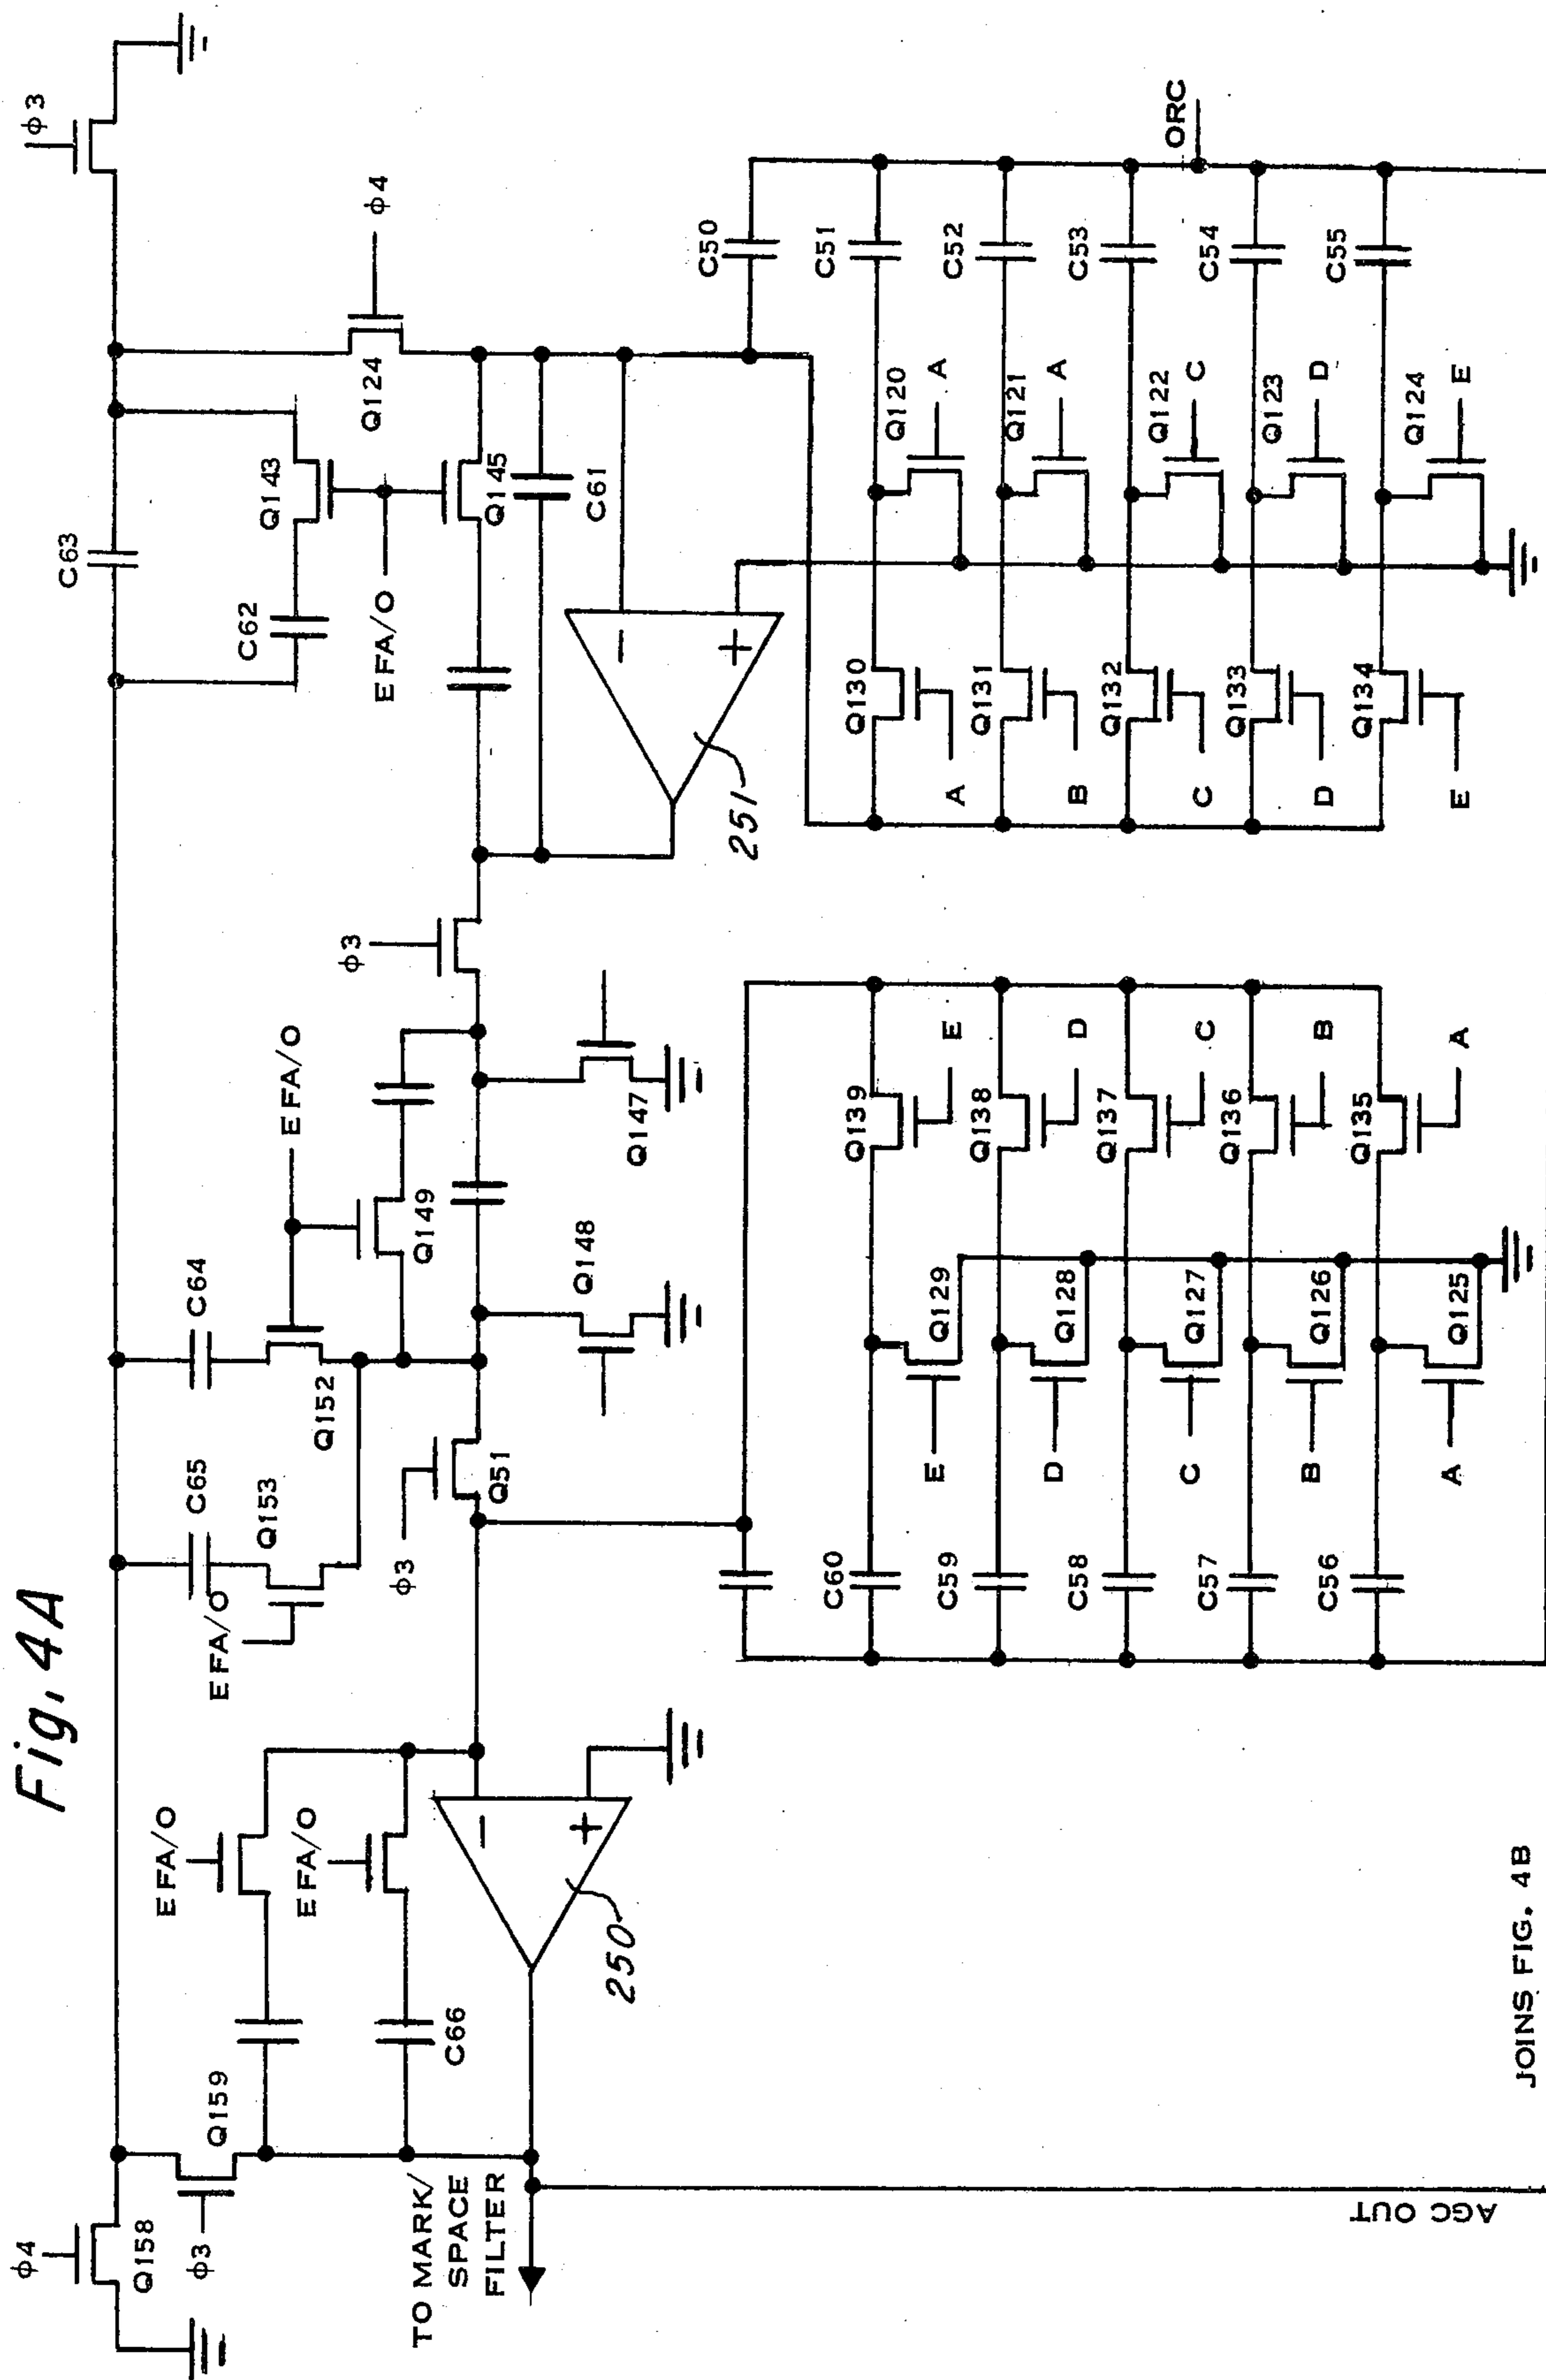 Fig. 4A
ϕ4
Q158
ϕ3
Q159
TO MARK/
SPACE
FILTER
EFA/O
EFA/O
C66
250
−
+
AGC OUT
JOINS FIG. 4B
C65
EFA/O
Q153
C64
Q152
EFA/O
Q149
ϕ3
Q51
Q148
Q147
ϕ3
C63
C62
Q143
EFA/O
Q145
C61
251
−
+
ϕ3
ϕ4
Q124
C50
C60
C59
C58
C57
C56
E
D
C
B
A
Q129
Q128
Q127
Q126
Q125
Q139
Q138
Q137
Q136
Q135
E
D
C
B
A
Q130
Q131
Q132
Q133
Q134
A
B
C
D
E
Q120
Q121
Q122
Q123
Q124
A
A
C
D
E
C51
C52
C53
C54
C55
ORC